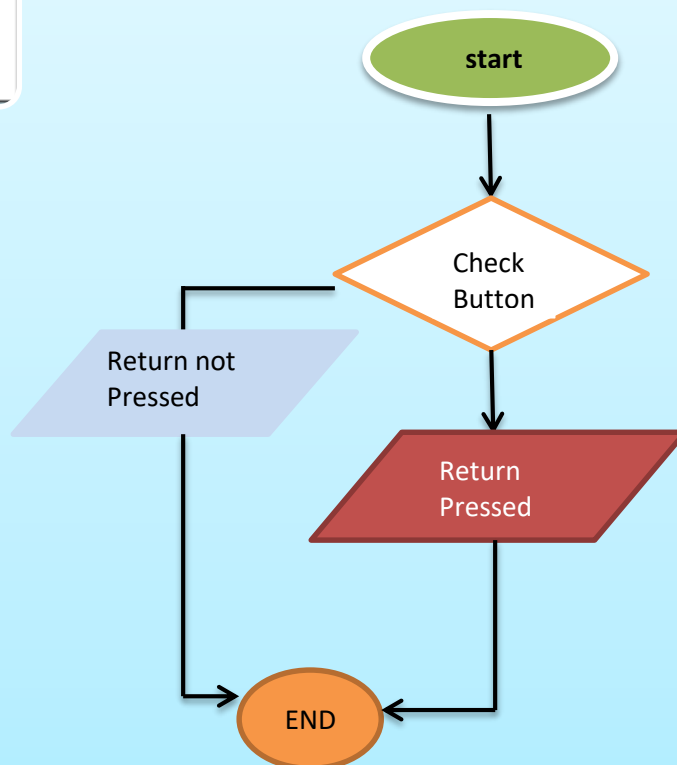 start
Check
Button
Return not
Pressed
Return
Pressed
END